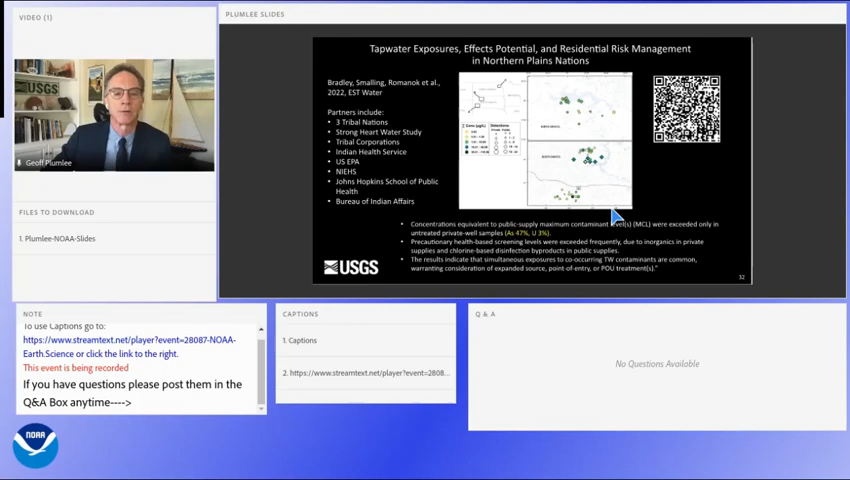 VIDEO (1)
USGS
Geoff Plumlee
FILES TO DOWNLOAD
1. Plumlee-NOAA-Slides
PLUMLEE SLIDES
Tapwater Exposures, Effects Potential, and Residential Risk Management
in Northern Plains Nations
Bradley, Smalling, Romanok et al.,
2022, EST Water
Partners include:
• 3 Tribal Nations
• Strong Heart Water Study
• Tribal Corporations
• Indian Health Service
• US EPA
• NIEHS
• Johns Hopkins School of Public
Health
• Bureau of Indian Affairs
• Concentrations equivalent to public-supply maximum contaminant level(s) (MCL) were exceeded only in
untreated private-well samples (As 47%, U 3%).
• Precautionary health-based screening levels were exceeded frequently, due to inorganics in private
supplies and chlorine-based disinfection byproducts in public supplies.
• The results indicate that simultaneous exposures to co-occurring TW contaminants are common,
warranting consideration of expanded source, point-of-entry, or POU treatment(s)."
USGS
32
NOTE
To use Captions go to:
https://www.streamtext.net/player?event=28087-NOAA-
Earth.Science or click the link to the right.
This event is being recorded
If you have questions please post them in the
Q&A Box anytime---->
CAPTIONS
1. Captions
2. https://www.streamtext.net/player?event=2808...
Q & A
No Questions Available
NOAA